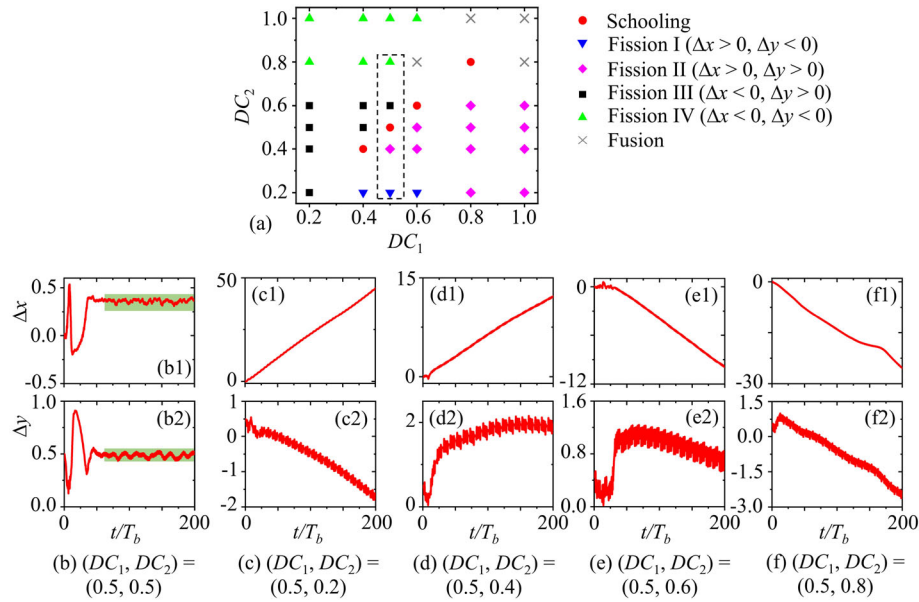 1.0
0.8
0.6
0.4
0.2
DC₂
0.2 0.4 0.6 0.8 1.0
DC₁
(a)
Schooling
Fission I (Δx > 0, Δy < 0)
Fission II (Δx > 0, Δy > 0)
Fission III (Δx < 0, Δy > 0)
Fission IV (Δx < 0, Δy < 0)
Fusion
Δx
0.5
0.0
-0.5
(b1)
50
0
(c1)
15
0
(d1)
0
-12
(e1)
0
-30
(f1)
Δy
1.0
0.5
0.0
(b2)
0 200
t/T_b
1
0
-1
-2
(c2)
0 200
t/T_b
2
0
(d2)
0 200
t/T_b
1.6
0.8
0.0
(e2)
0 200
t/T_b
1.5
0.0
-1.5
-3.0
(f2)
0 200
t/T_b
(b) (DC₁, DC₂) =
(0.5, 0.5)
(c) (DC₁, DC₂) =
(0.5, 0.2)
(d) (DC₁, DC₂) =
(0.5, 0.4)
(e) (DC₁, DC₂) =
(0.5, 0.6)
(f) (DC₁, DC₂) =
(0.5, 0.8)